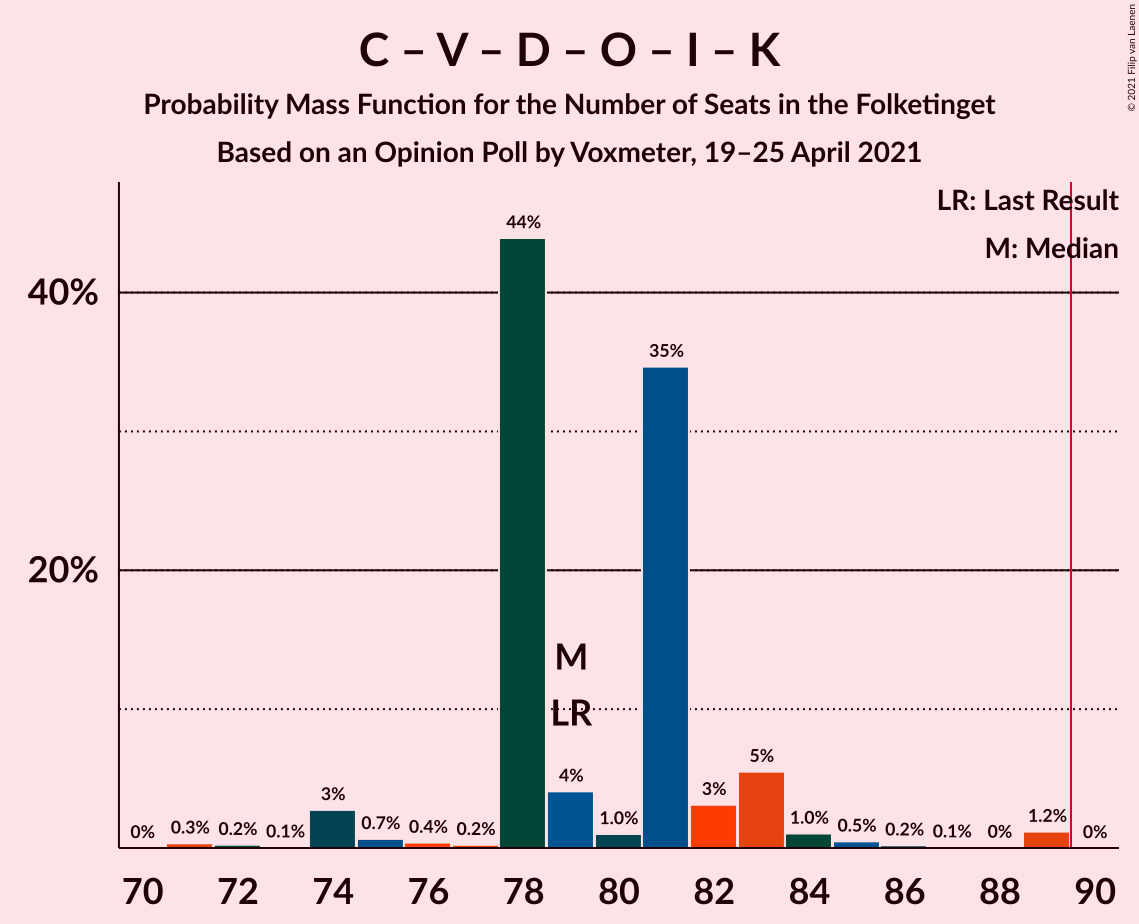 C – V – D – O – I – K
Probability Mass Function for the Number of Seats in the Folketinget
Based on an Opinion Poll by Voxmeter, 19–25 April 2021
© 2021 Filip van Laenen
LR: Last Result
M: Median
40%
20%
0%
0.3%
0.2%
0.1%
3%
0.7%
0.4%
0.2%
44%
4%
1.0%
35%
3%
5%
1.0%
0.5%
0.2%
0.1%
0%
1.2%
0%
M
LR
70 72 74 76 78 80 82 84 86 88 90